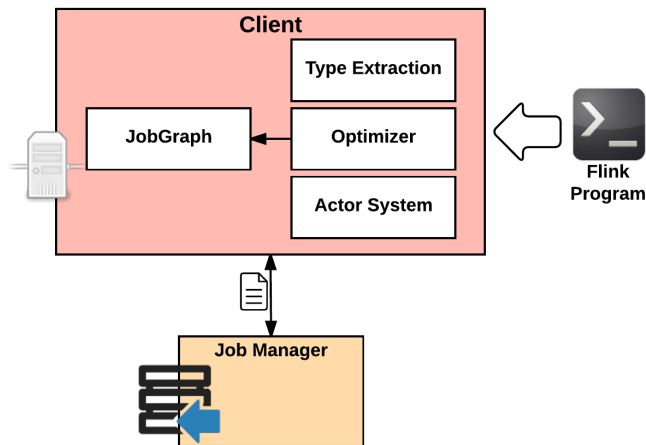 Client
Type Extraction
JobGraph
Optimizer
Actor System
Flink
Program
Job Manager